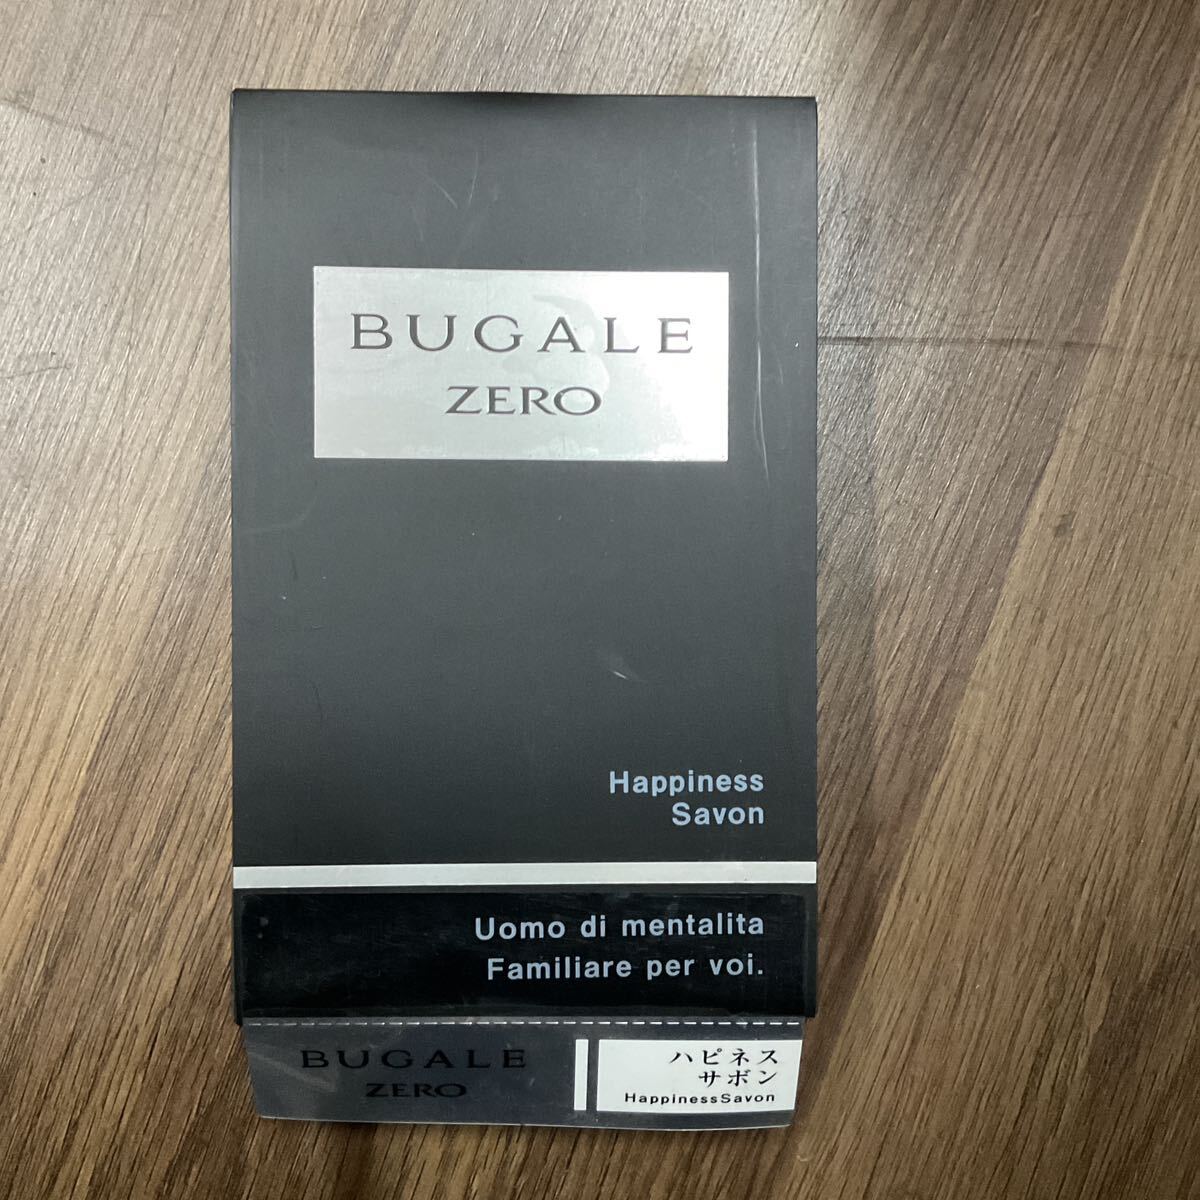 BUGALE
ZERO
Happiness
Savon
Uomo di mentalita
Familiare per voi.
BUGALE
ZERO
ハピネス
サボン
HappinessSavon